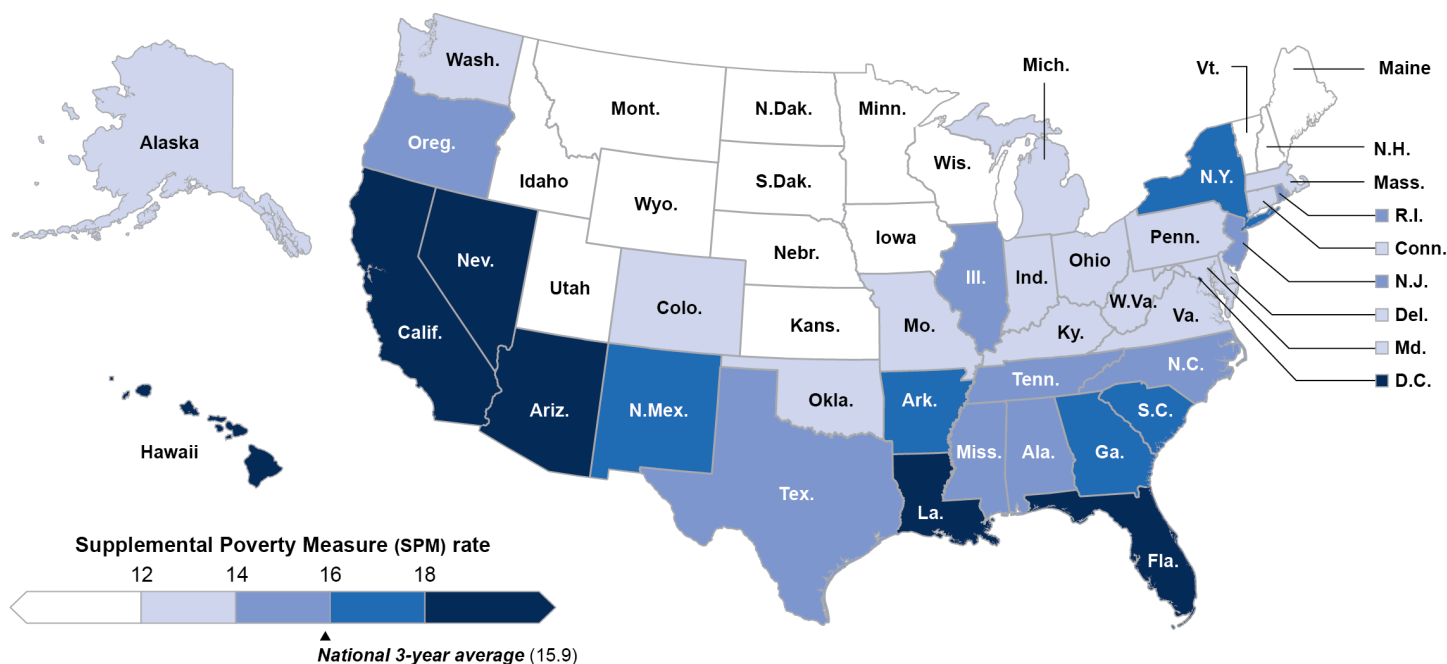 Wash.
Mich.
Vt.
Maine
Mont.
N.Dak.
Minn.
Alaska
Oreg.
N.H.
Wis.
Idaho
S.Dak.
N.Y.
Mass.
Wyo.
R.I.
Iowa
Penn.
Conn.
Nev.
Nebr.
Ill.
Ind.
Ohio
N.J.
Utah
Colo.
W.Va.
Va.
Del.
Calif.
Kans.
Mo.
Ky.
Md.
N.C.
D.C.
Tenn.
Ariz.
N.Mex.
Okla.
Ark.
S.C.
Hawaii
Miss.
Ala.
Ga.
Tex.
La.
Fla.
Supplemental Poverty Measure (SPM) rate
12 14 16 18
National 3-year average (15.9)